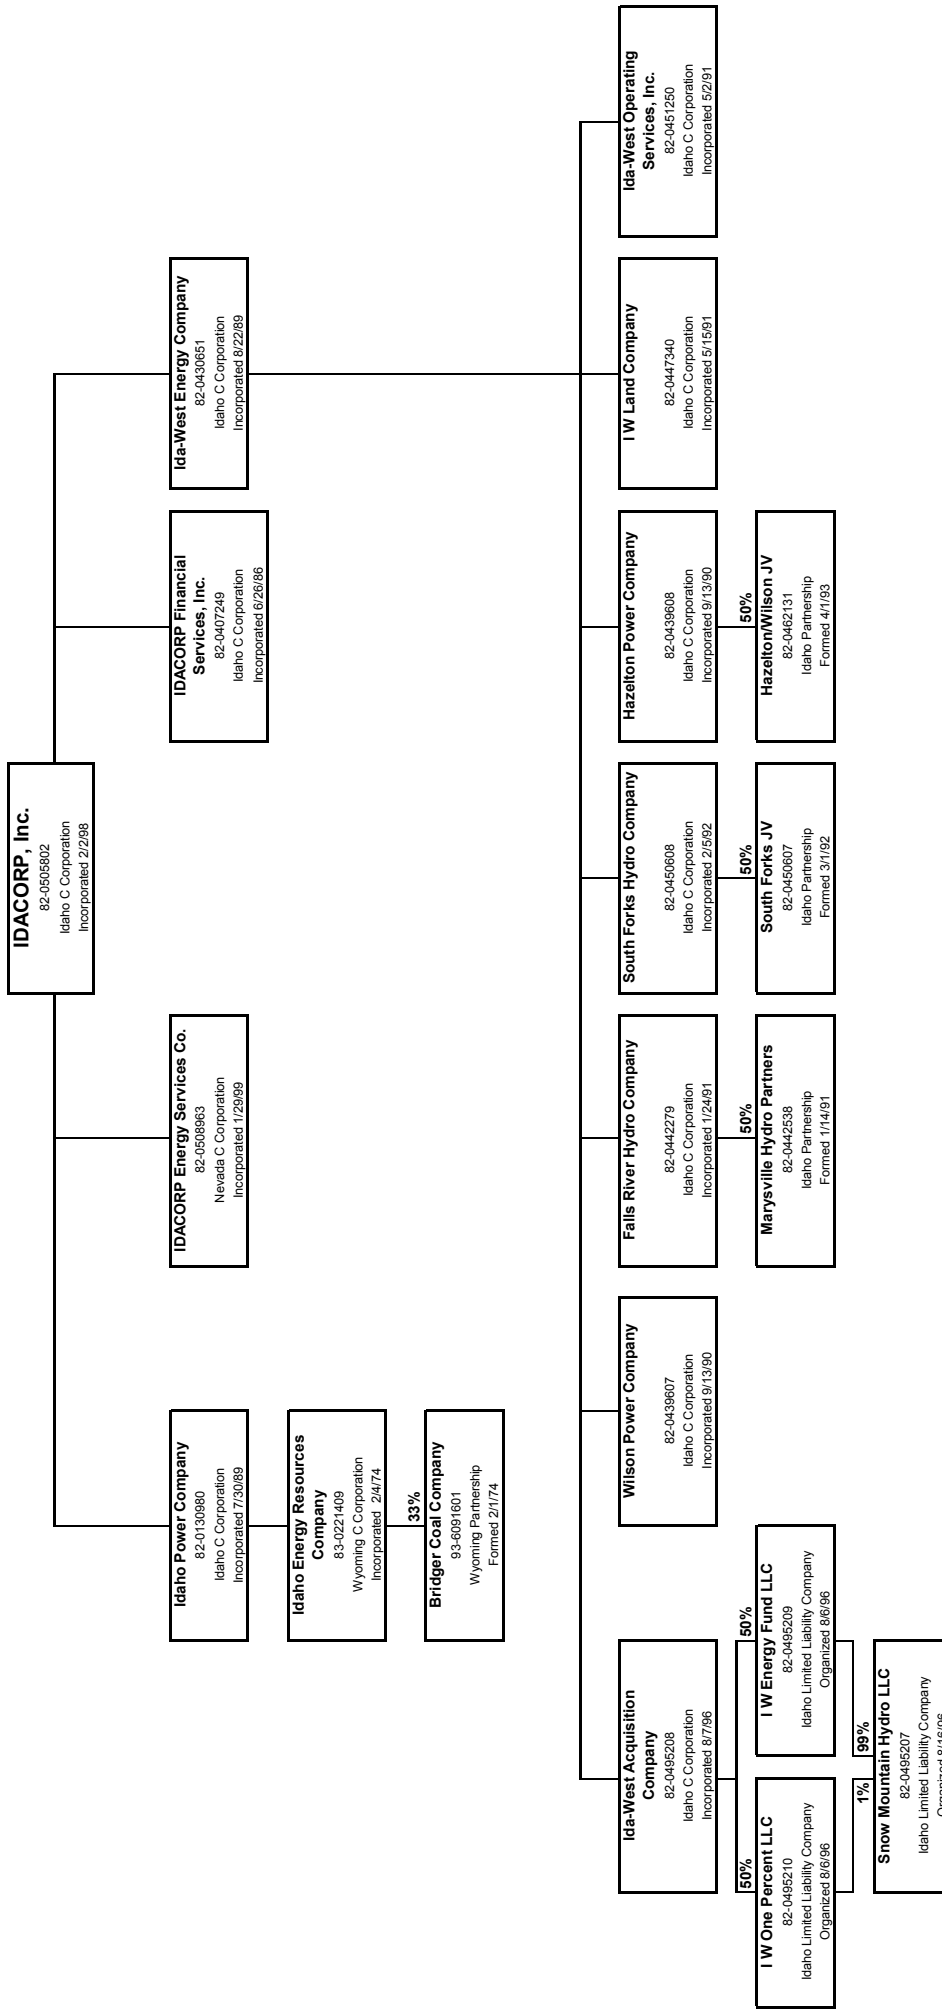 IDACORP, Inc.
82-0505802
Idaho C Corporation
Incorporated 2/2/98
Idaho Power Company
82-0130980
Idaho C Corporation
Incorporated 7/30/89
IDACORP Energy Services Co.
82-0508963
Nevada C Corporation
Incorporated 1/29/99
IDACORP Financial
Services, Inc.
82-0407249
Idaho C Corporation
Incorporated 6/26/86
Ida-West Energy Company
82-0430651
Idaho C Corporation
Incorporated 8/22/89
Idaho Energy Resources
Company
83-0221409
Wyoming C Corporation
Incorporated 2/4/74
33%
Bridger Coal Company
93-6091601
Wyoming Partnership
Formed 2/1/74
Ida-West Acquisition
Company
82-0495208
Idaho C Corporation
Incorporated 8/7/96
Wilson Power Company
82-0439607
Idaho C Corporation
Incorporated 9/13/90
Falls River Hydro Company
82-0442279
Idaho C Corporation
Incorporated 1/24/91
South Forks Hydro Company
82-0450608
Idaho C Corporation
Incorporated 2/5/92
Hazelton Power Company
82-0439608
Idaho C Corporation
Incorporated 9/13/90
I W Land Company
82-0447340
Idaho C Corporation
Incorporated 5/15/91
Ida-West Operating
Services, Inc.
82-0451250
Idaho C Corporation
Incorporated 5/2/91
50%
I W One Percent LLC
82-0495210
Idaho Limited Liability Company
Organized 8/6/96
50%
I W Energy Fund LLC
82-0495209
Idaho Limited Liability Company
Organized 8/6/96
50%
Marysville Hydro Partners
82-0442538
Idaho Partnership
Formed 1/14/91
50%
South Forks JV
82-0450607
Idaho Partnership
Formed 3/1/92
50%
Hazelton/Wilson JV
82-0462131
Idaho Partnership
Formed 4/1/93
1%
99%
Snow Mountain Hydro LLC
82-0495207
Idaho Limited Liability Company
Organized 8/16/96